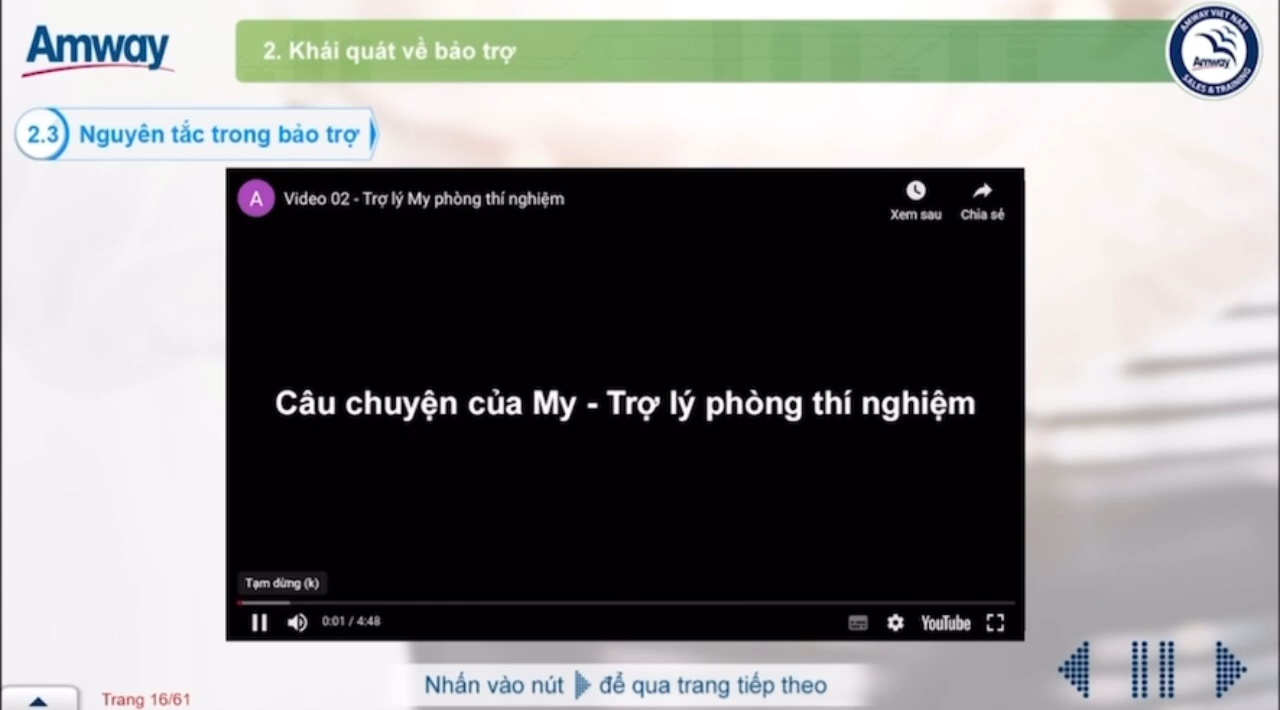 Amway
2. Khái quát về bảo trợ
AMWAY VIET NAM
Amway
SALES & TRAINING
2.3 Nguyên tắc trong bảo trợ
A Video 02 - Trợ lý My phòng thí nghiệm
Xem sau Chia sẻ
Câu chuyện của My - Trợ lý phòng thí nghiệm
Tạm dừng (k)
0:01 / 4:48
YouTube
Nhấn vào nút để qua trang tiếp theo
Trang 16/61